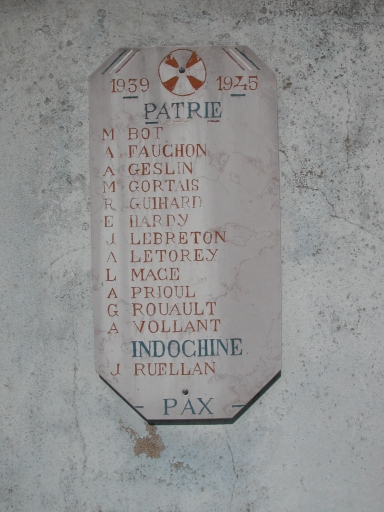 1939 1945
PATRIE
M BOT
A FAUCHON
A GESLIN
M GORTAIS
R GUIHARD
E HARDY
J LEBRETON
A LETOREY
L MACE
A PRIOUL
G ROUAULT
A VOLLANT
INDOCHINE
J RUELLAN
PAX